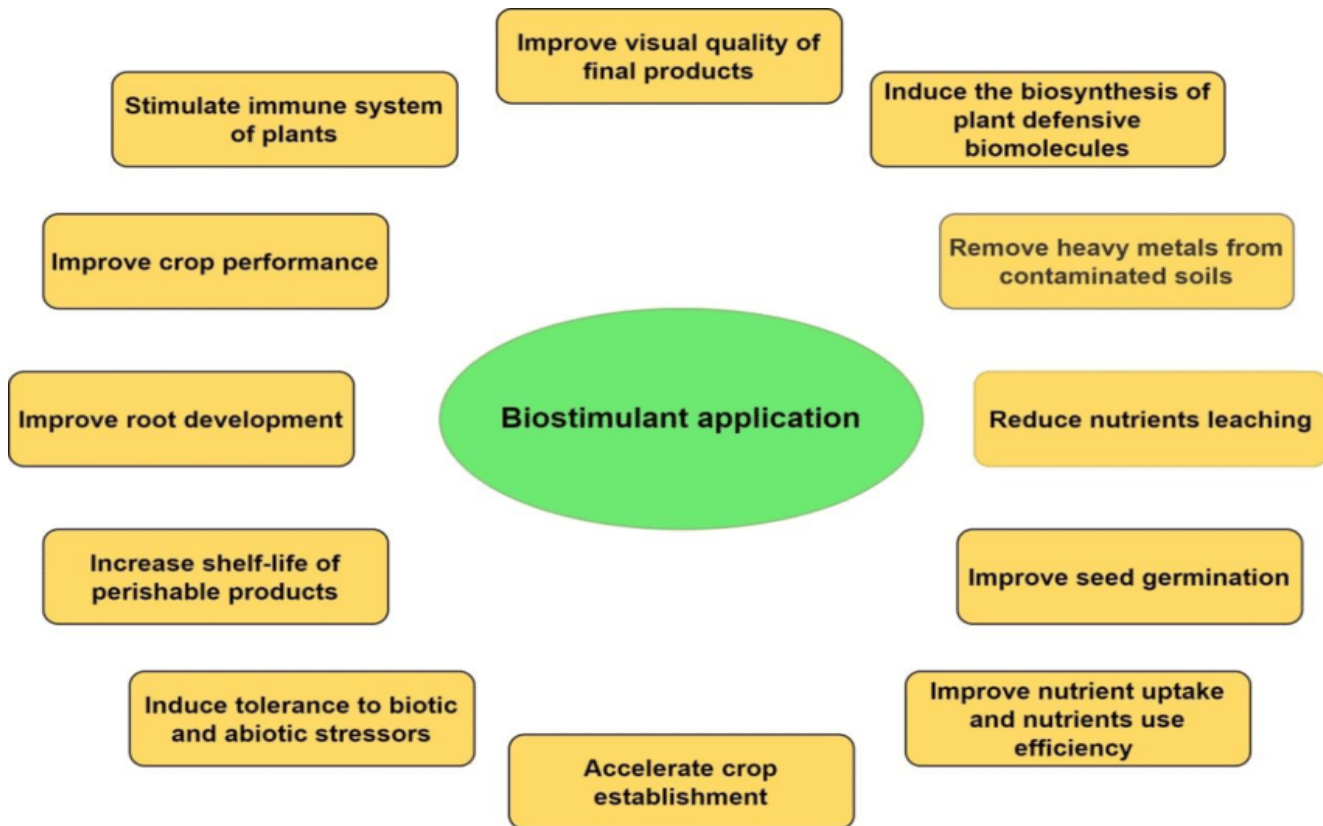 Improve visual quality of
final products
Stimulate immune system
of plants
Induce the biosynthesis of
plant defensive
biomolecules
Improve crop performance
Remove heavy metals from
contaminated soils
Improve root development
Biostimulant application
Reduce nutrients leaching
Increase shelf-life of
perishable products
Improve seed germination
Induce tolerance to biotic
and abiotic stressors
Improve nutrient uptake
and nutrients use
efficiency
Accelerate crop
establishment